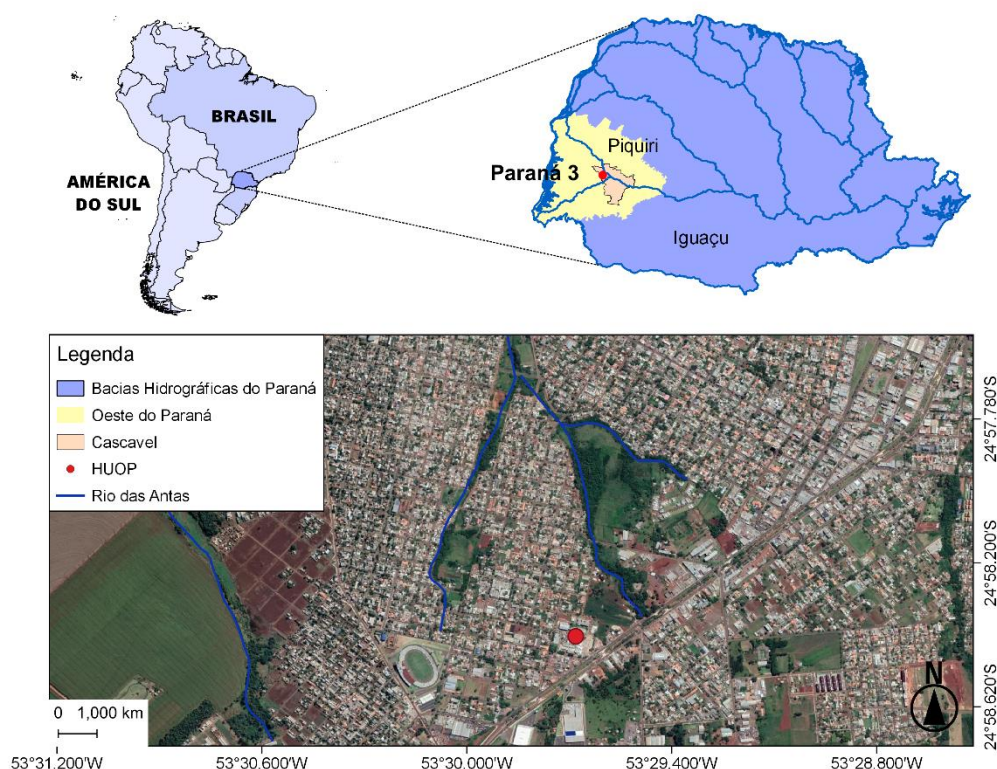 BRASIL
AMÉRICA
DO SUL
Piquiri
Paraná 3
Iguaçu
Legenda
Bacias Hidrográficas do Paraná
Oeste do Paraná
Cascavel
HUOP
Rio das Antas
0 1,000 km
N
24°57.780'S
24°58.200'S
24°58.620'S
53°31.200'W 53°30.600'W 53°30.000'W 53°29.400'W 53°28.800'W